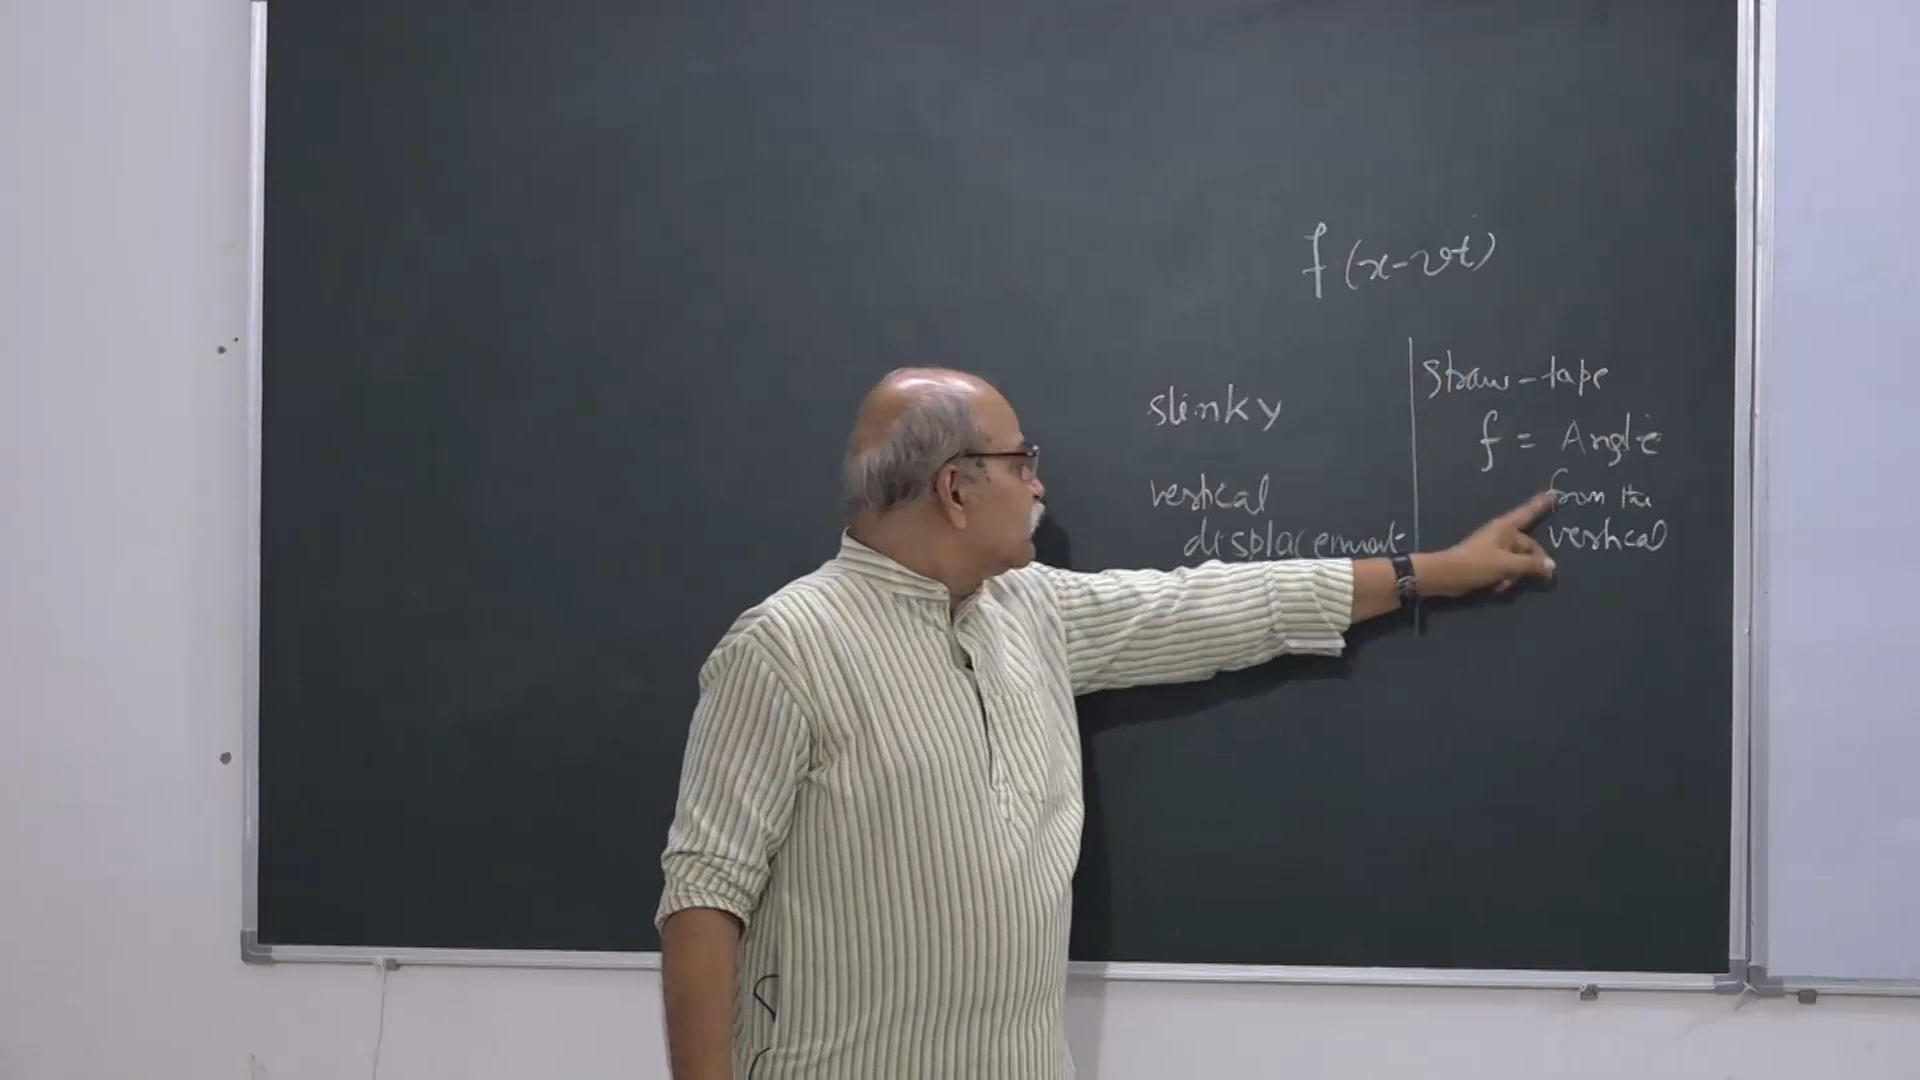 f (x-vt)
slinky
vertical
displacement
straw-tape
f = Angle
from the
vertical